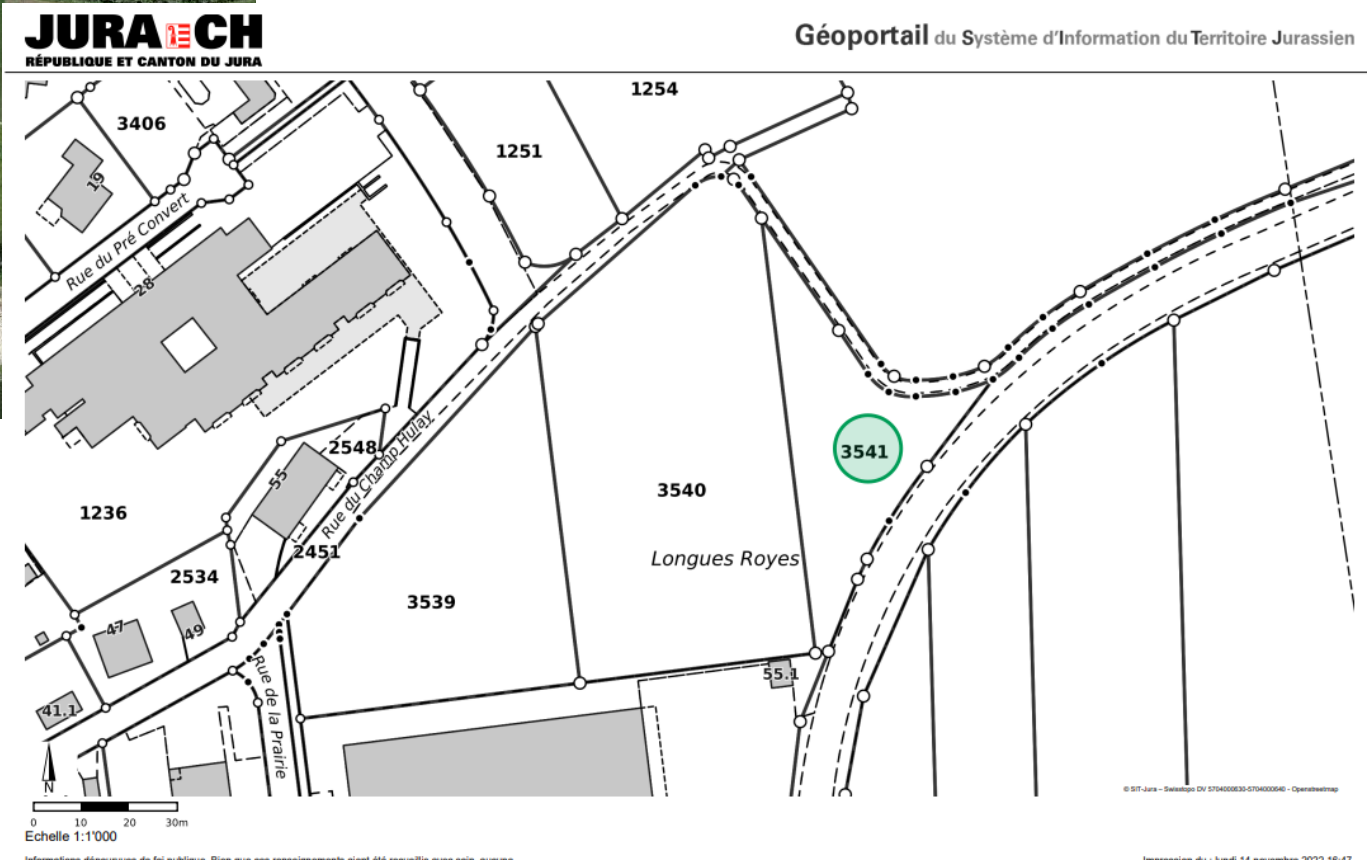 JURA CH
RÉPUBLIQUE ET CANTON DU JURA
Géoportail du Système d'Information du Territoire Jurassien
1254
3406
1251
19
Rue du Pré Convert
28
3541
2548
Rue du Champ Hulay
55
3540
1236
2451
Longues Royes
2534
3539
47
49
55.1
41.1
Rue de la Prairie
N
© SIT-Jura – Swisstopo DV 5704000830-5704000840 - Openstreetmap
0 10 20 30m
Echelle 1:1'000